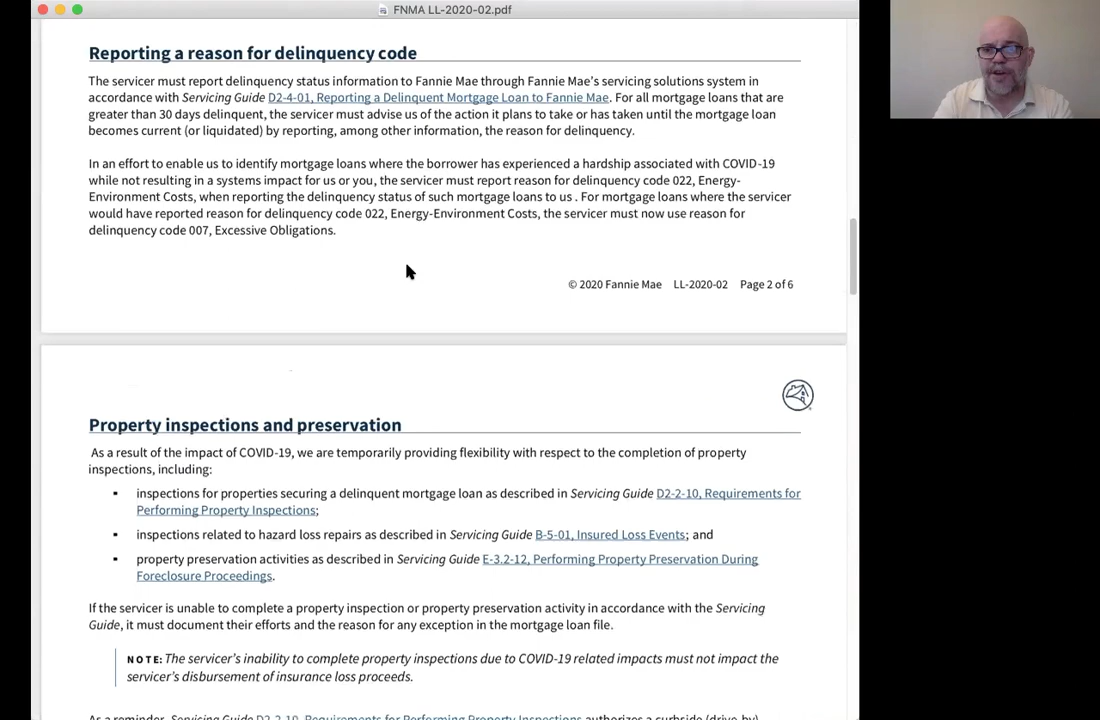 FNMA LL-2020-02.pdf
Reporting a reason for delinquency code
The servicer must report delinquency status information to Fannie Mae through Fannie Mae's servicing solutions system in
accordance with Servicing Guide D2-4-01, Reporting a Delinquent Mortgage Loan to Fannie Mae. For all mortgage loans that are
greater than 30 days delinquent, the servicer must advise us of the action it plans to take or has taken until the mortgage loan
becomes current (or liquidated) by reporting, among other information, the reason for delinquency.
In an effort to enable us to identify mortgage loans where the borrower has experienced a hardship associated with COVID-19
while not resulting in a systems impact for us or you, the servicer must report reason for delinquency code 022, Energy-
Environment Costs, when reporting the delinquency status of such mortgage loans to us . For mortgage loans where the servicer
would have reported reason for delinquency code 022, Energy-Environment Costs, the servicer must now use reason for
delinquency code 007, Excessive Obligations.
© 2020 Fannie Mae LL-2020-02 Page 2 of 6
Property inspections and preservation
As a result of the impact of COVID-19, we are temporarily providing flexibility with respect to the completion of property
inspections, including:
▪ inspections for properties securing a delinquent mortgage loan as described in Servicing Guide D2-2-10, Requirements for
Performing Property Inspections;
▪ inspections related to hazard loss repairs as described in Servicing Guide B-5-01, Insured Loss Events; and
▪ property preservation activities as described in Servicing Guide E-3.2-12, Performing Property Preservation During
Foreclosure Proceedings.
If the servicer is unable to complete a property inspection or property preservation activity in accordance with the Servicing
Guide, it must document their efforts and the reason for any exception in the mortgage loan file.
NOTE: The servicer's inability to complete property inspections due to COVID-19 related impacts must not impact the
servicer's disbursement of insurance loss proceeds.
As a reminder, Servicing Guide D2-2-10, Requirements for Performing Property Inspections authorizes a curbside (drive-by)